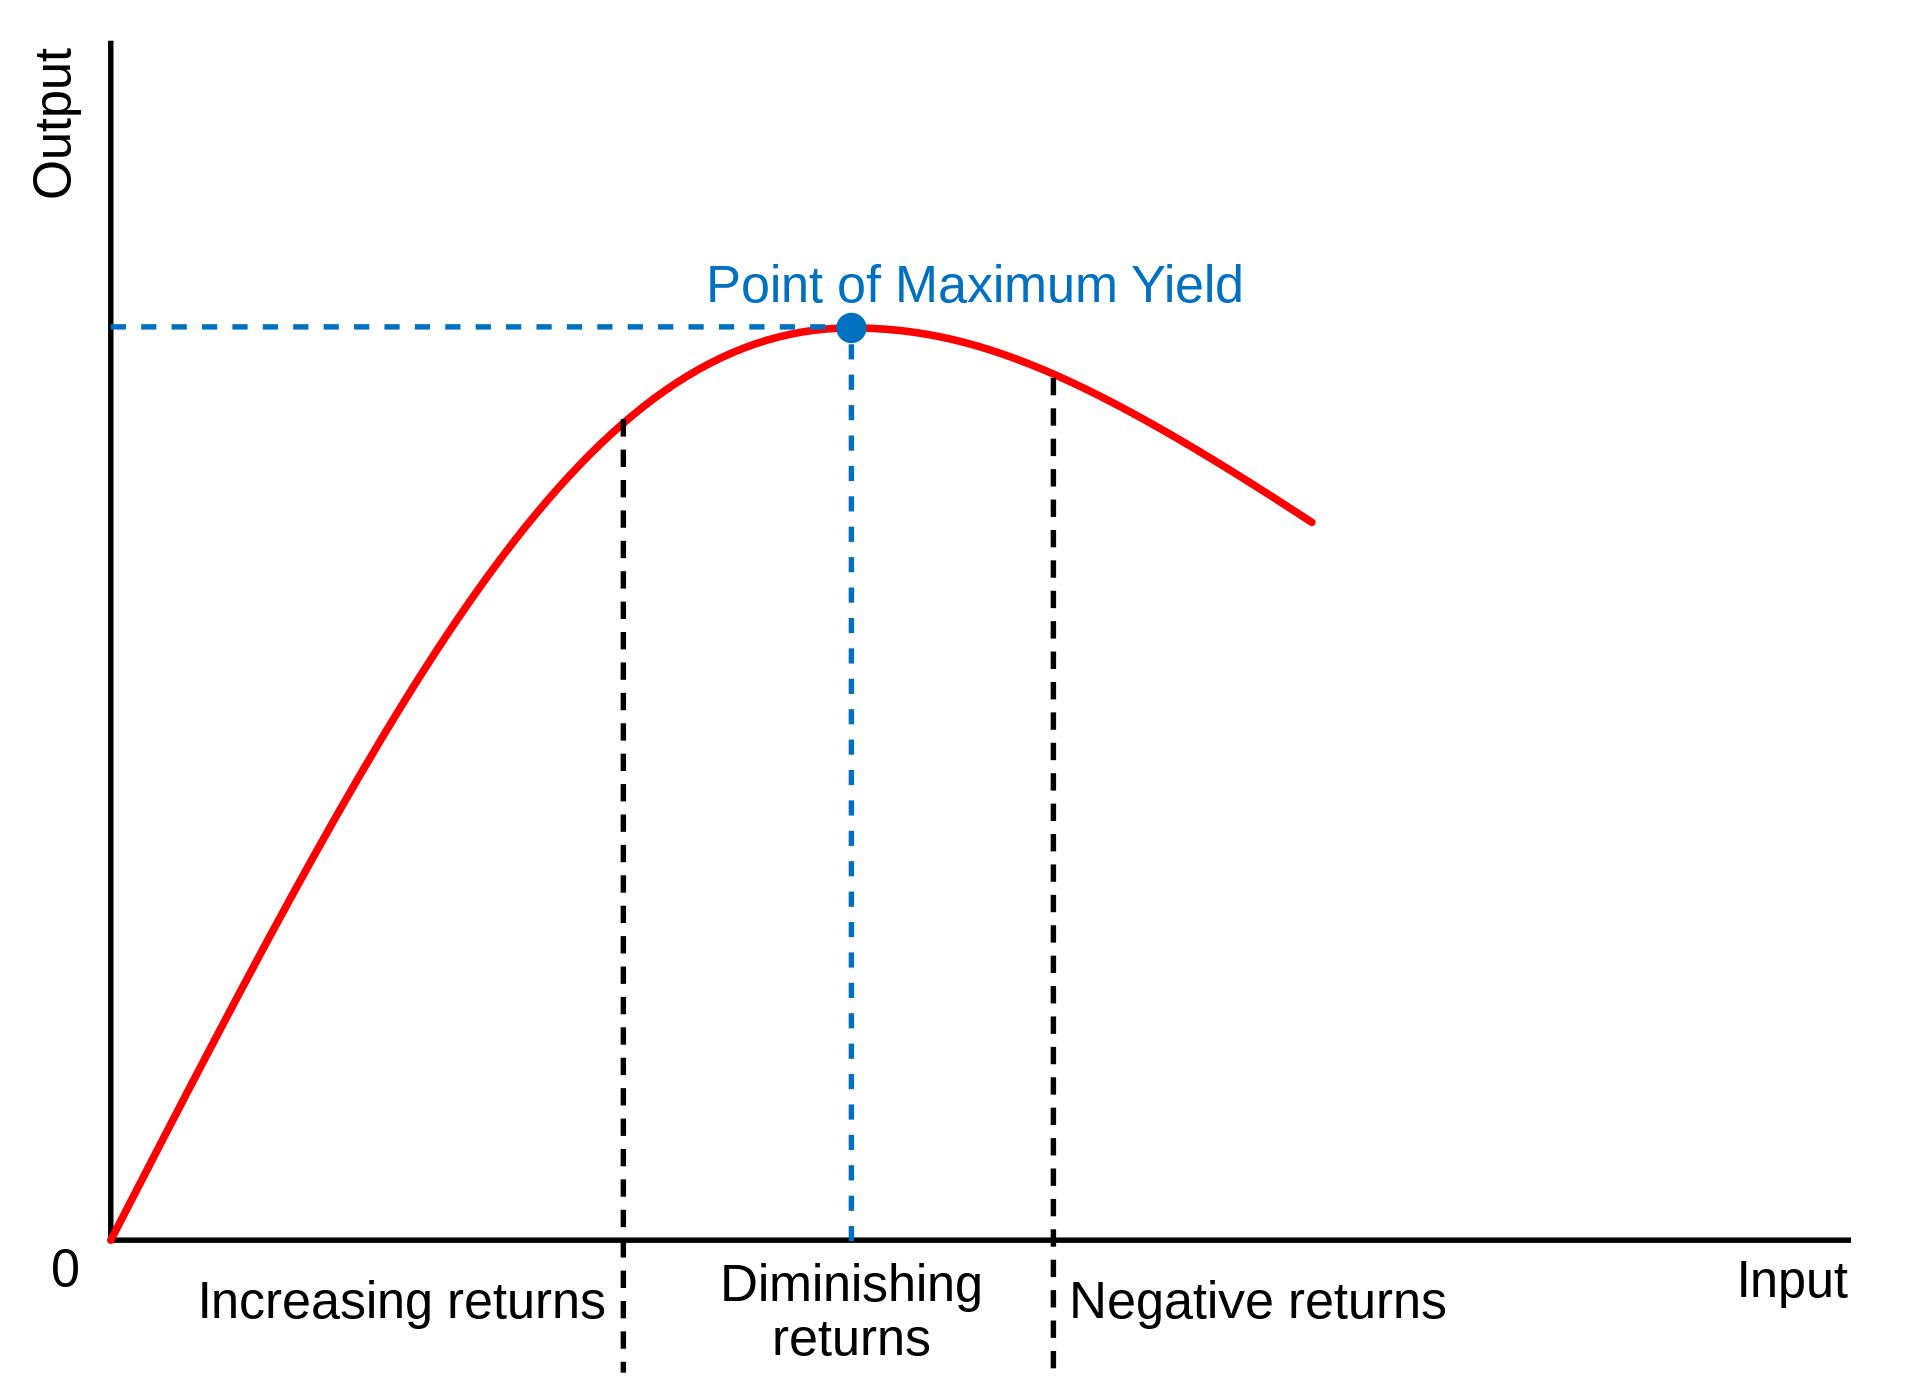 Output
Point of Maximum Yield
0
Increasing returns
Diminishing
returns
Negative returns
Input